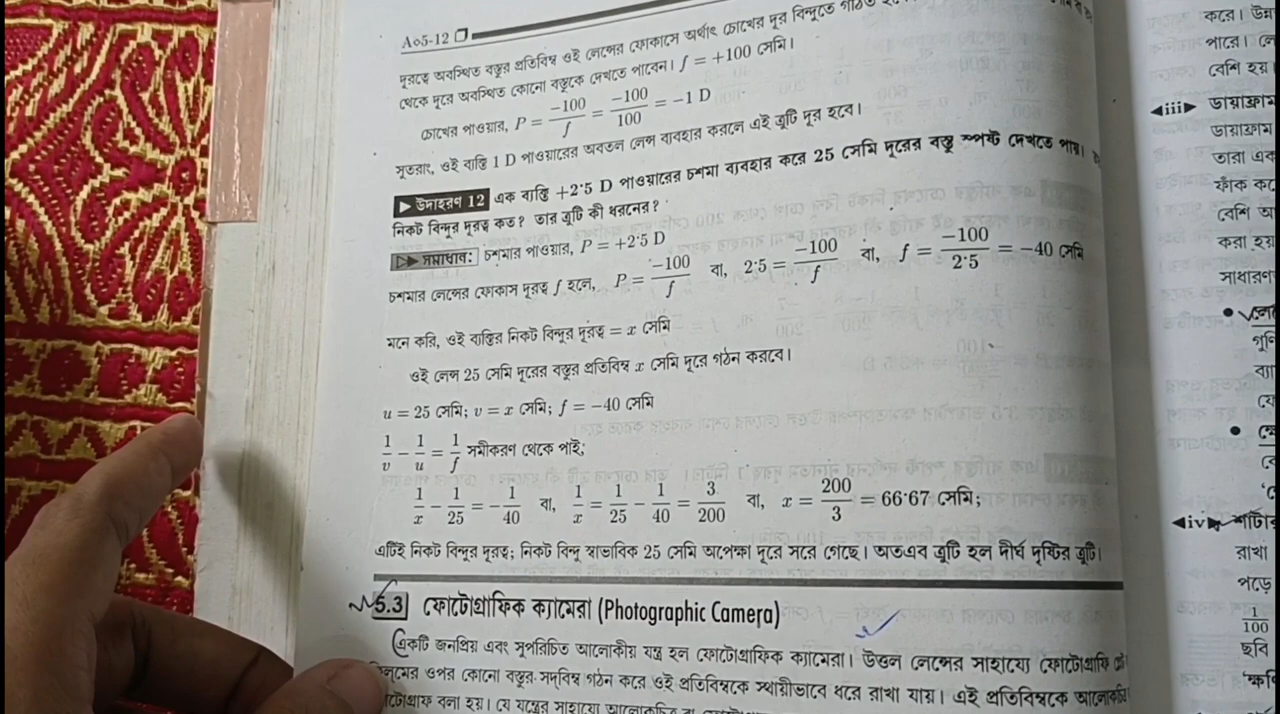 A◇5-12
দূরত্বে অবস্থিত বস্তুর প্রতিবিম্ব ওই লেন্সের ফোকাসে অর্থাৎ চোখের দূর বিন্দুতে গঠিত
থেকে দূরে অবস্থিত কোনো বস্তুকে দেখতে পাবেন। f = +100 সেমি।
চোখের পাওয়ার, P = -100/f = -100/100 = -1 D
সুতরাং, ওই ব্যক্তি 1 D পাওয়ারের অবতল লেন্স ব্যবহার করলে এই ত্রুটি দূর হবে।
▶ উদাহরণ 12 এক ব্যক্তি +2·5 D পাওয়ারের চশমা ব্যবহার করে 25 সেমি দূরের বস্তু স্পষ্ট দেখতে পায়।
নিকট বিন্দুর দূরত্ব কত? তার ত্রুটি কী ধরনের?
▷▶ সমাধান: চশমার পাওয়ার, P = +2·5 D
চশমার লেন্সের ফোকাস দূরত্ব f হলে, P = -100/f বা, 2·5 = -100/f বা, f = -100/2·5 = -40 সেমি
মনে করি, ওই ব্যক্তির নিকট বিন্দুর দূরত্ব = x সেমি
ওই লেন্স 25 সেমি দূরের বস্তুর প্রতিবিম্ব x সেমি দূরে গঠন করবে।
u = 25 সেমি; v = x সেমি; f = -40 সেমি
1/v - 1/u = 1/f সমীকরণ থেকে পাই;
1/x - 1/25 = -1/40 বা, 1/x = 1/25 - 1/40 = 3/200 বা, x = 200/3 = 66·67 সেমি;
এটিই নিকট বিন্দুর দূরত্ব; নিকট বিন্দু স্বাভাবিক 25 সেমি অপেক্ষা দূরে সরে গেছে। অতএব ত্রুটি হল দীর্ঘ দৃষ্টির ত্রুটি।
5.3 ফোটোগ্রাফিক ক্যামেরা (Photographic Camera)
একটি জনপ্রিয় এবং সুপরিচিত আলোকীয় যন্ত্র হল ফোটোগ্রাফিক ক্যামেরা। উত্তল লেন্সের সাহায্যে
ওপর কোনো বস্তুর সদ্‌বিম্ব গঠন করে ওই প্রতিবিম্বকে স্থায়ীভাবে ধরে রাখা যায়। এই প্রতিবিম্বকে
বলা হয়। যে যন্ত্রের সাহায্যে
করে। উন্ন
পারে। লে
বেশি হয়।
◀iii▶ ডায়াফ্রাম
ডায়াফ্রাম
তারা এক
ফাঁক ক
বেশি আ
করা হয়
সাধারণ
◀iv▶ শাটার
রাখা
পড়ে
1/100
ছবি